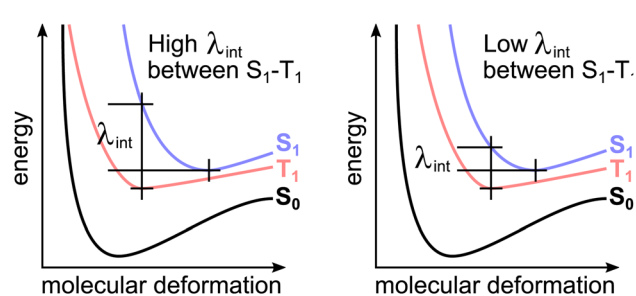 High λint
between S1-T1
energy
λint
S1
T1
S0
molecular deformation
Low λint
between S1-T
energy
λint
S1
T1
S0
molecular deformation